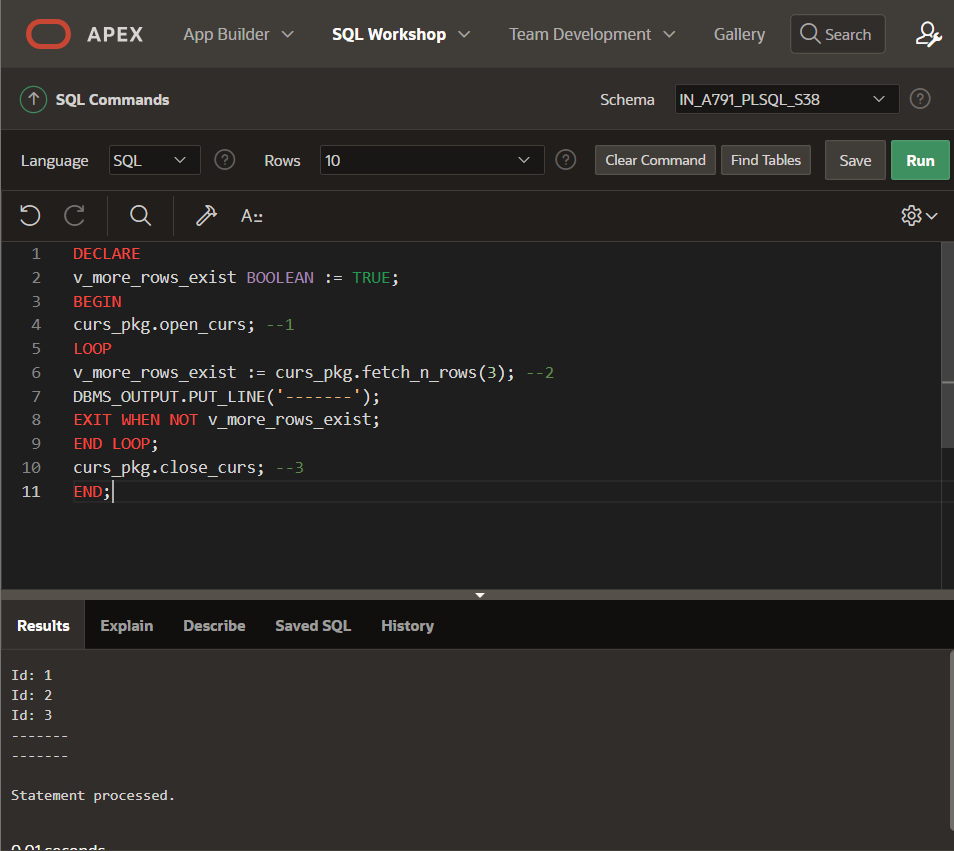 APEX App Builder SQL Workshop Team Development Gallery Search
SQL Commands Schema IN_A791_PLSQL_S38
Language SQL Rows 10 Clear Command Find Tables Save Run
A::
1 DECLARE
2 v_more_rows_exist BOOLEAN := TRUE;
3 BEGIN
4 curs_pkg.open_curs; --1
5 LOOP
6 v_more_rows_exist := curs_pkg.fetch_n_rows(3); --2
7 DBMS_OUTPUT.PUT_LINE('-------');
8 EXIT WHEN NOT v_more_rows_exist;
9 END LOOP;
10 curs_pkg.close_curs; --3
11 END;
Results Explain Describe Saved SQL History
Id: 1
Id: 2
Id: 3
-------
-------
Statement processed.
0.01 seconds